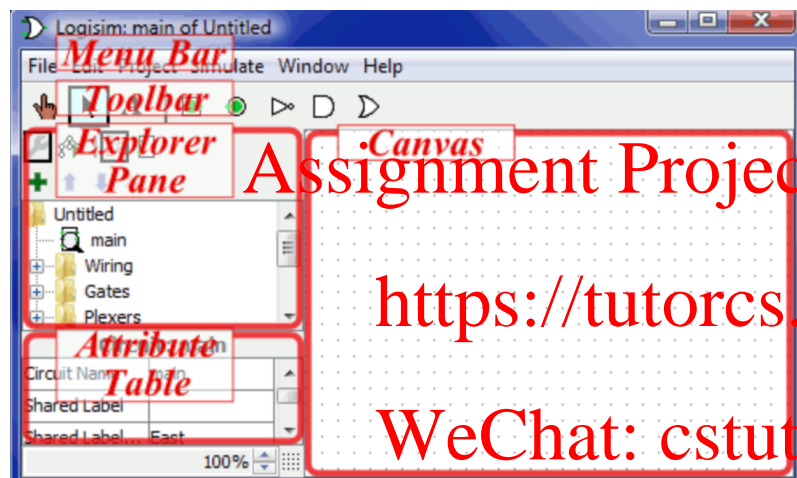 Logisim: main of Untitled
Menu Bar
File Edit Project Simulate Window Help
Toolbar
Explorer
Pane
Canvas
Assignment Projec
Untitled
main
Wiring
Gates
Plexers
https://tutorcs.
Attribute
Table
Circuit Name main
Shared Label
Shared Label... East
WeChat: cstut
100%